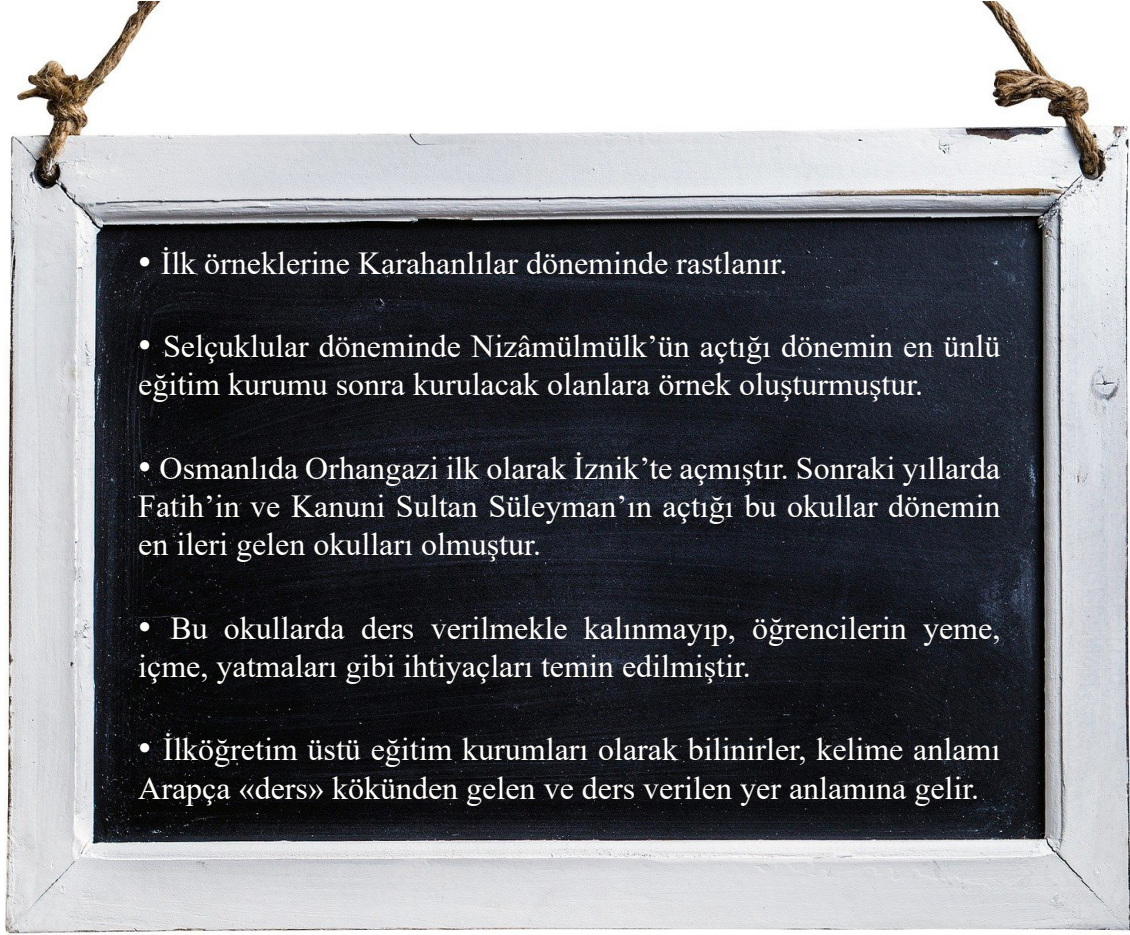 • İlk örneklerine Karahanlılar döneminde rastlanır.
• Selçuklular döneminde Nizâmülmülk’ün açtığı dönemin en ünlü
eğitim kurumu sonra kurulacak olanlara örnek oluşturmuştur.
• Osmanlıda Orhangazi ilk olarak İznik’te açmıştır. Sonraki yıllarda
Fatih’in ve Kanuni Sultan Süleyman’ın açtığı bu okullar dönemin
en ileri gelen okulları olmuştur.
• Bu okullarda ders verilmekle kalınmayıp, öğrencilerin yeme,
içme, yatmaları gibi ihtiyaçları temin edilmiştir.
• İlköğretim üstü eğitim kurumları olarak bilinirler, kelime anlamı
Arapça «ders» kökünden gelen ve ders verilen yer anlamına gelir.